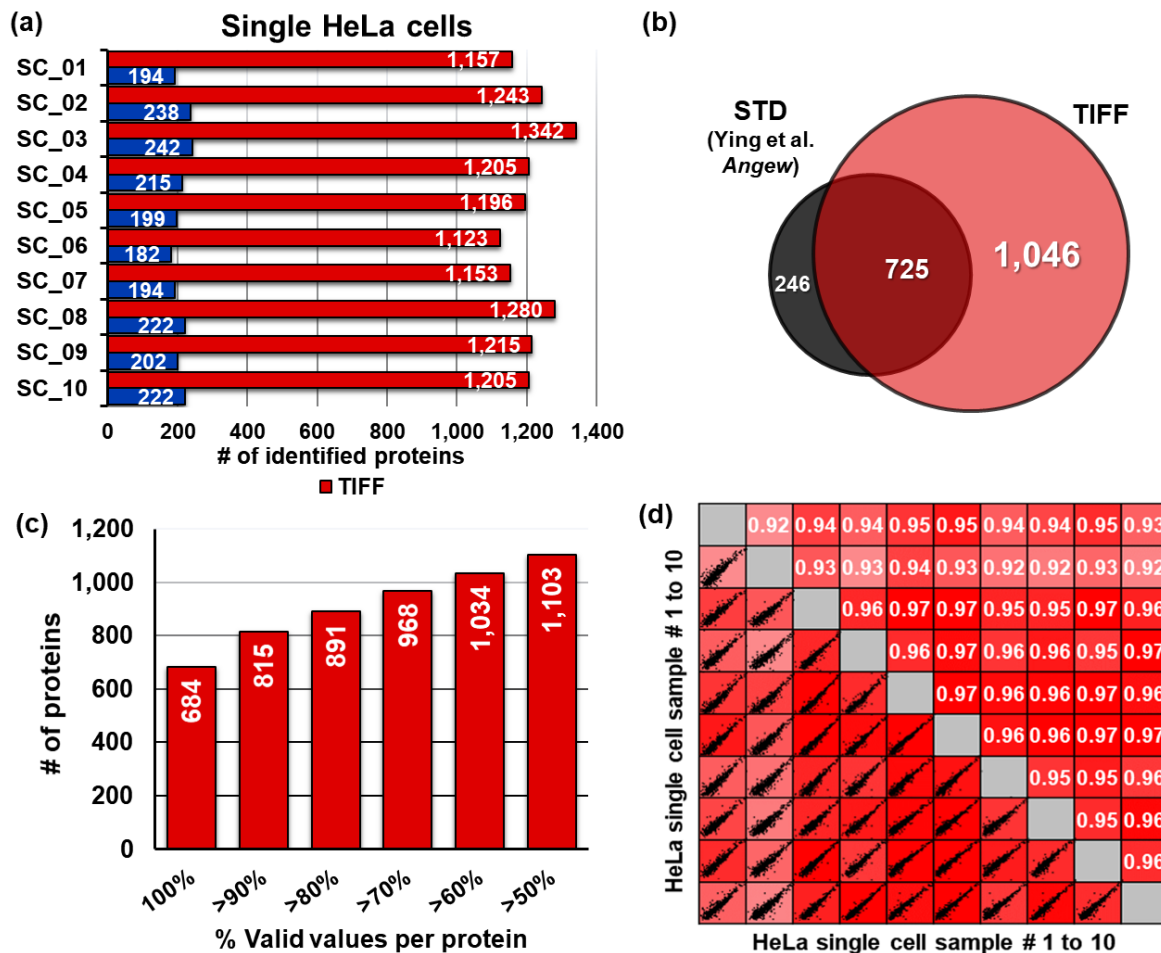 (a)
Single HeLa cells
SC_01
1,157
194
SC_02
1,243
238
SC_03
1,342
242
SC_04
1,205
215
SC_05
1,196
199
SC_06
1,123
182
SC_07
1,153
194
SC_08
1,280
222
SC_09
1,215
202
SC_10
1,205
222
0 200 400 600 800 1,000 1,200 1,400
# of identified proteins
TIFF
(b)
STD
(Ying et al.
Angew)
TIFF
246
725
1,046
(c)
# of proteins
1,200
1,000
800
600
400
200
0
684 815 891 968 1,034 1,103
100% >90% >80% >70% >60% >50%
% Valid values per protein
(d)
HeLa single cell sample # 1 to 10
0.92 0.94 0.94 0.95 0.95 0.94 0.94 0.95 0.93
0.93 0.93 0.94 0.93 0.92 0.92 0.93 0.92
0.96 0.97 0.97 0.95 0.95 0.97 0.96
0.96 0.97 0.96 0.96 0.95 0.97
0.97 0.96 0.96 0.97 0.96
0.96 0.96 0.97 0.97
0.95 0.95 0.96
0.95 0.96
0.96
HeLa single cell sample # 1 to 10